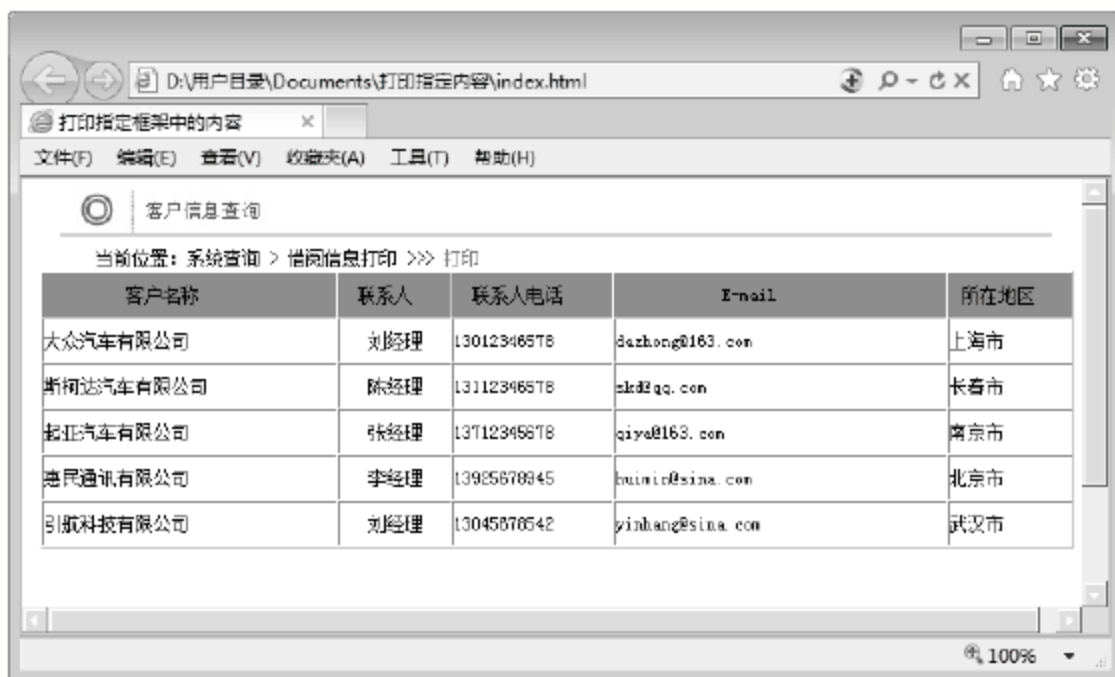 D:\用户目录\Documents\打印指定内容\index.html
打印指定框架中的内容
文件(F) 编辑(E) 查看(V) 收藏夹(A) 工具(T) 帮助(H)
客户信息查询
当前位置：系统查询 > 借阅信息打印 >>> 打印
客户名称 联系人 联系人电话 E-mail 所在地区
大众汽车有限公司 刘经理 13012346578 dazhong@163.com 上海市
斯柯达汽车有限公司 陈经理 13112346578 skd@qq.com 长春市
起亚汽车有限公司 张经理 13712345678 qiya@163.com 南京市
惠民通讯有限公司 李经理 13925678945 huimin@sina.com 北京市
引航科技有限公司 刘经理 13045678542 yinhang@sina.com 武汉市
100%